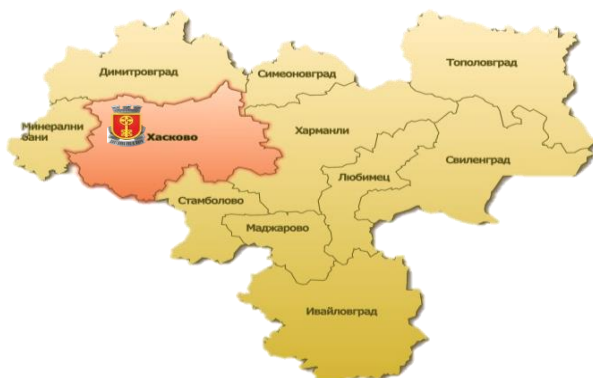 Тополовград
Димитровград
Симеоновград
Минерални
бани
Хасково
Харманли
Свиленград
Любимец
Стамболово
Маджарово
Ивайловград